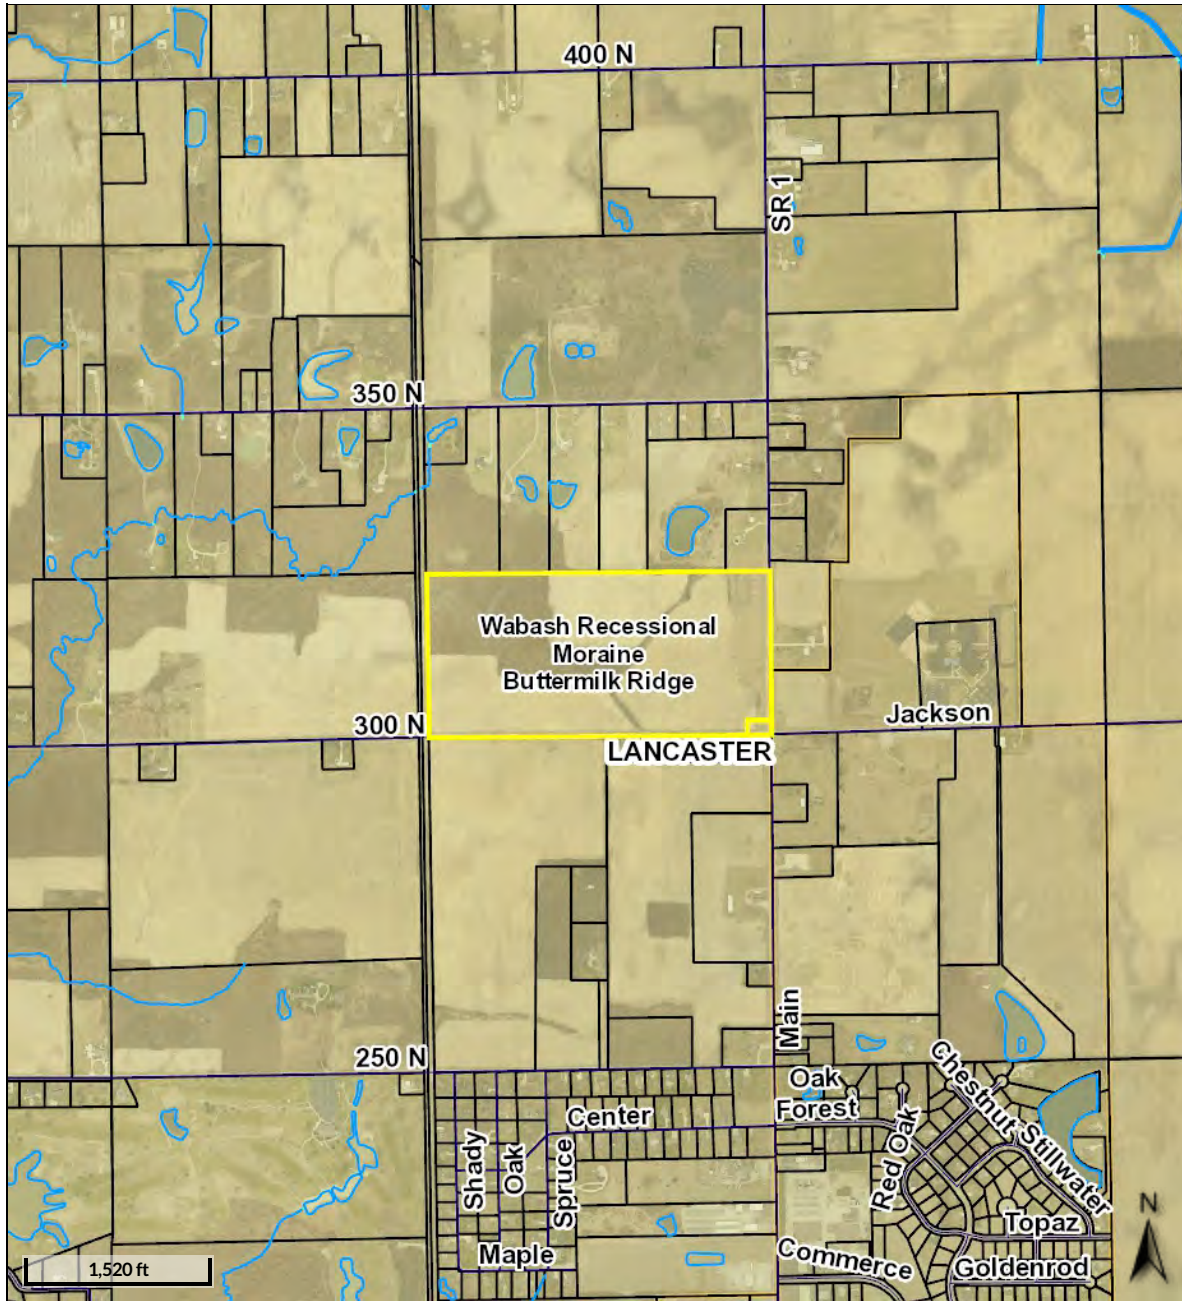 400 N
SR 1
350 N
Wabash Recessional
Moraine
Buttermilk Ridge
300 N
Jackson
LANCASTER
Main
250 N
Oak
Forest
Chestnut
Stillwater
Center
Red Oak
Shady
Oak
Spruce
N
Topaz
Maple
Commerce
Goldenrod
1,520 ft